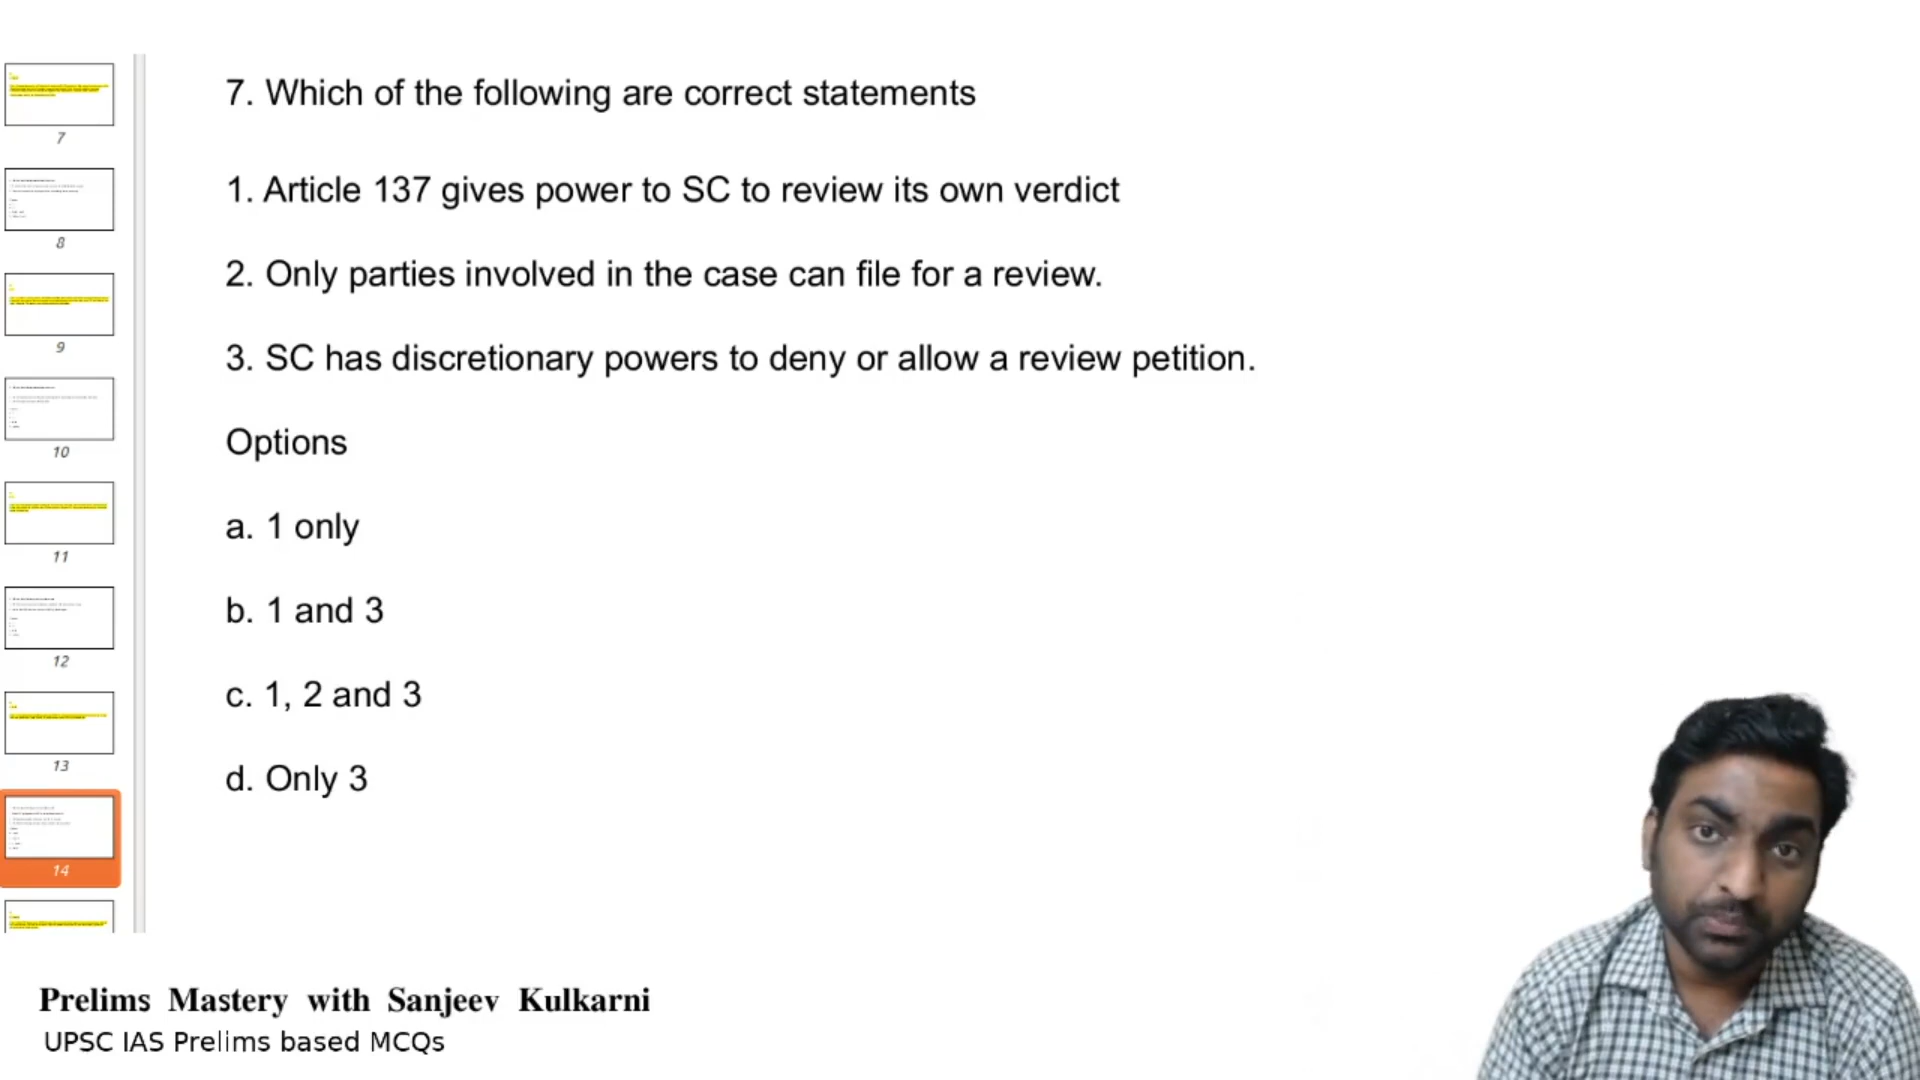 7. Which of the following are correct statements
1. Article 137 gives power to SC to review its own verdict
2. Only parties involved in the case can file for a review.
3. SC has discretionary powers to deny or allow a review petition.
Options
a. 1 only
b. 1 and 3
c. 1, 2 and 3
d. Only 3
7
8
9
10
11
12
13
14
Prelims Mastery with Sanjeev Kulkarni
UPSC IAS Prelims based MCQs